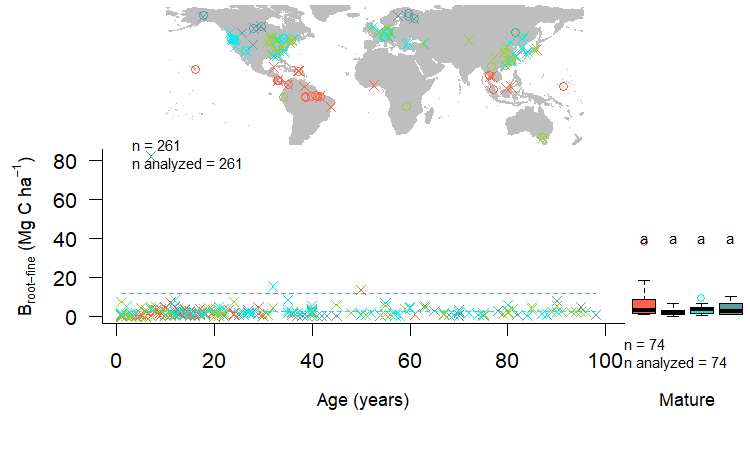 n = 261
n analyzed = 261
B root−fine (Mg C ha−1)
80
60
40
20
0
0 20 40 60 80 100
Age (years)
a a a a
n = 74
n analyzed = 74
Mature